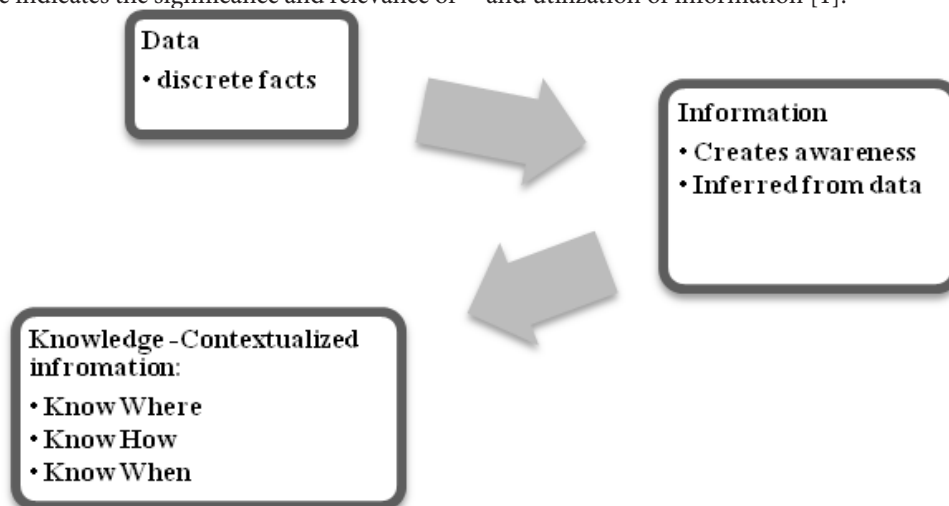 e indicates the significance and relevance of and utilization of information [1].
Data
• discrete facts
Information
• Creates awareness
• Inferred from data
Knowledge -Contextualized
infromation:
• Know Where
• Know How
• Know When